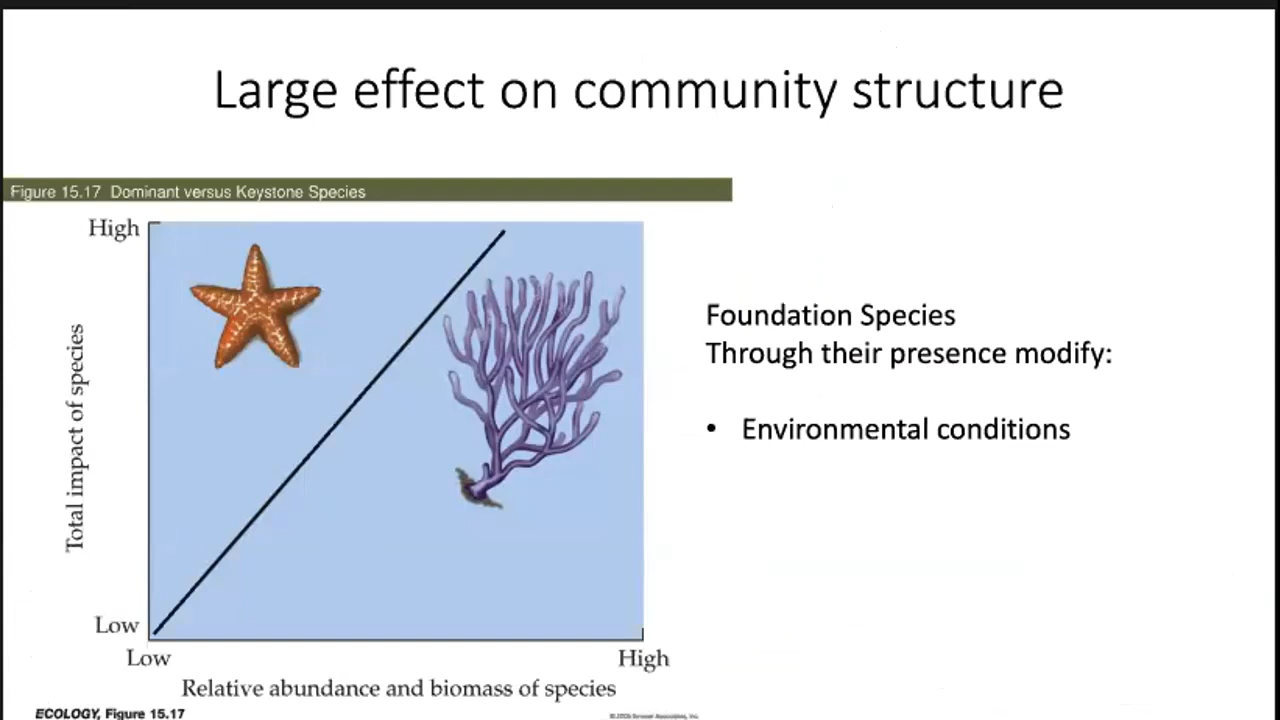 Large effect on community structure
Figure 15.17 Dominant versus Keystone Species
High
Total impact of species
Low
Low
High
Relative abundance and biomass of species
ECOLOGY, Figure 15.17
Foundation Species
Through their presence modify:
• Environmental conditions